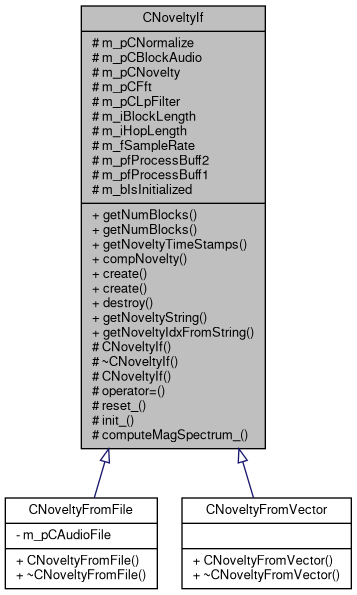 CNoveltyIf
# m_pCNormalize
# m_pCBlockAudio
# m_pCNovelty
# m_pCFft
# m_pCLpFilter
# m_iBlockLength
# m_iHopLength
# m_fSampleRate
# m_pfProcessBuff2
# m_pfProcessBuff1
# m_bIsInitialized
+ getNumBlocks()
+ getNumBlocks()
+ getNoveltyTimeStamps()
+ compNovelty()
+ create()
+ create()
+ destroy()
+ getNoveltyString()
+ getNoveltyIdxFromString()
# CNoveltyIf()
# ~CNoveltyIf()
# CNoveltyIf()
# operator=()
# reset_()
# init_()
# computeMagSpectrum_()
CNoveltyFromFile
- m_pCAudioFile
+ CNoveltyFromFile()
+ ~CNoveltyFromFile()
CNoveltyFromVector
+ CNoveltyFromVector()
+ ~CNoveltyFromVector()